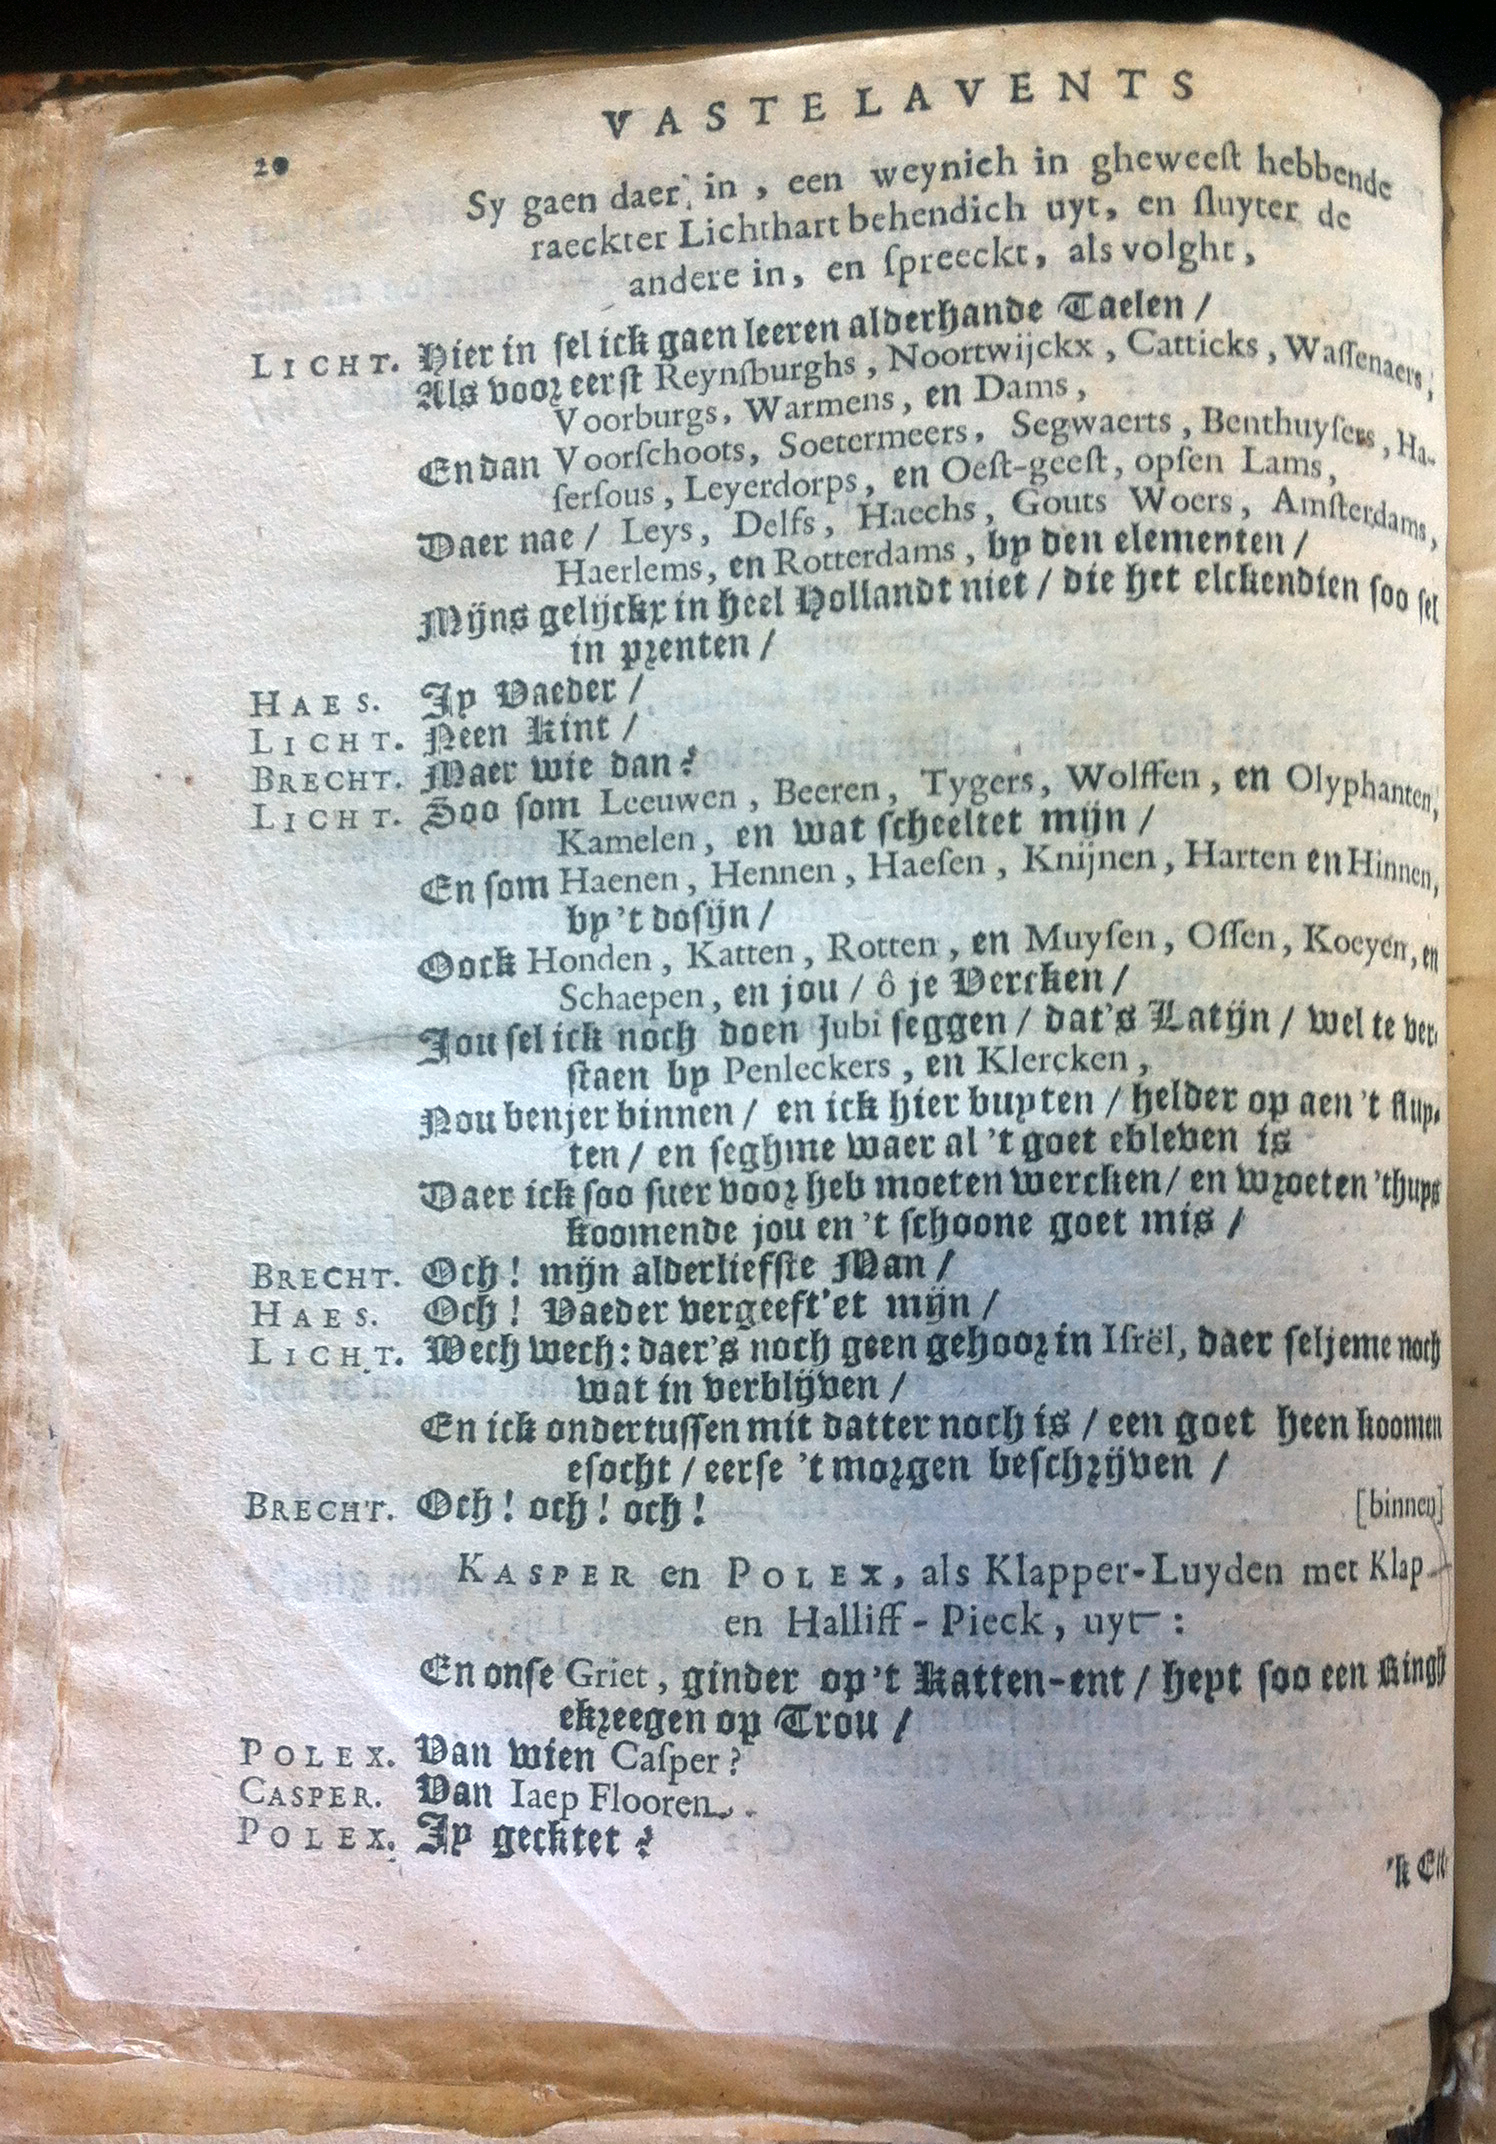 VASTELAVENTS
20
Sy gaen daer in, een weynich in gheweeſt hebbende
raeckter Lichthart behendich uyt, en ſluyter de
andere in, en ſpreeckt, als volght,
LICHT. Hier in ſel ick gaen leeren alderhande Taelen /
Als voor eerſt Reynſburghs, Noortwijckx, Catticks, Waſſenaers,
Voorburgs, Warmens, en Dams,
En dan Voorſchoots, Soetermeers, Segwaerts, Benthuyſers, Ha-
ſerſous, Leyerdorps, en Oeſt-geeſt, opſen Lams,
Daer nae / Leys, Delfs, Haechs, Gouts Woers, Amſterdams,
Haerlems, en Rotterdams, by den elementen /
Mijns gelijckx in heel Hollandt niet / die het elckendien ſoo ſel
in prenten /
HAES. Jy Vaeder /
LICHT. Neen kint /
BRECHT. Maer wie dan?
LICHT. Soo ſom Leeuwen, Beeren, Tygers, Wolffen, en Olyphanten,
Kamelen, en wat ſcheeltet mijn /
En ſom Haenen, Hennen, Haeſen, Knijnen, Harten en Hinnen,
by 't doſijn /
Oock Honden, Katten, Rotten, en Muyſen, Oſſen, Koeyen, en
Schaepen, en jou / ô je Vercken /
Jou ſel ick noch doen Jubi ſeggen / dat's Latijn / wel te ver-
ſtaen by Penleckers, en Klercken,
Nou benjer binnen / en ick hier buyten / helder op aen 't fluy-
ten / en ſeghme waer al 't goet ebleven is
Daer ick ſoo ſuer voor heb moeten wercken / en wroeten 'thuys
koomende jou en 't ſchoone goet mis /
BRECHT. Och! mijn alderliefſte Man /
HAES. Och! Vaeder vergeeft'et mijn /
LICHT. Wech wech: daer's noch geen gehoor in Iſrël, daer ſeljeme noch
wat in verblijven /
En ick ondertuſſen mit datter noch is / een goet heen koomen
eſocht / eerſe 't morgen beſchrijven /
BRECHT. Och! och! och! [binnen]
KASPER en POLEX, als Klapper-Luyden met Klap
en Halliff-Pieck, uyt:
En onſe Griet, ginder op 't Katten-ent / heyt ſoo een Ringh
ekreegen op Trou /
POLEX. Van wien Caſper?
CASPER. Van Iaep Flooren.
POLEX. Jy gecktet?
'k En